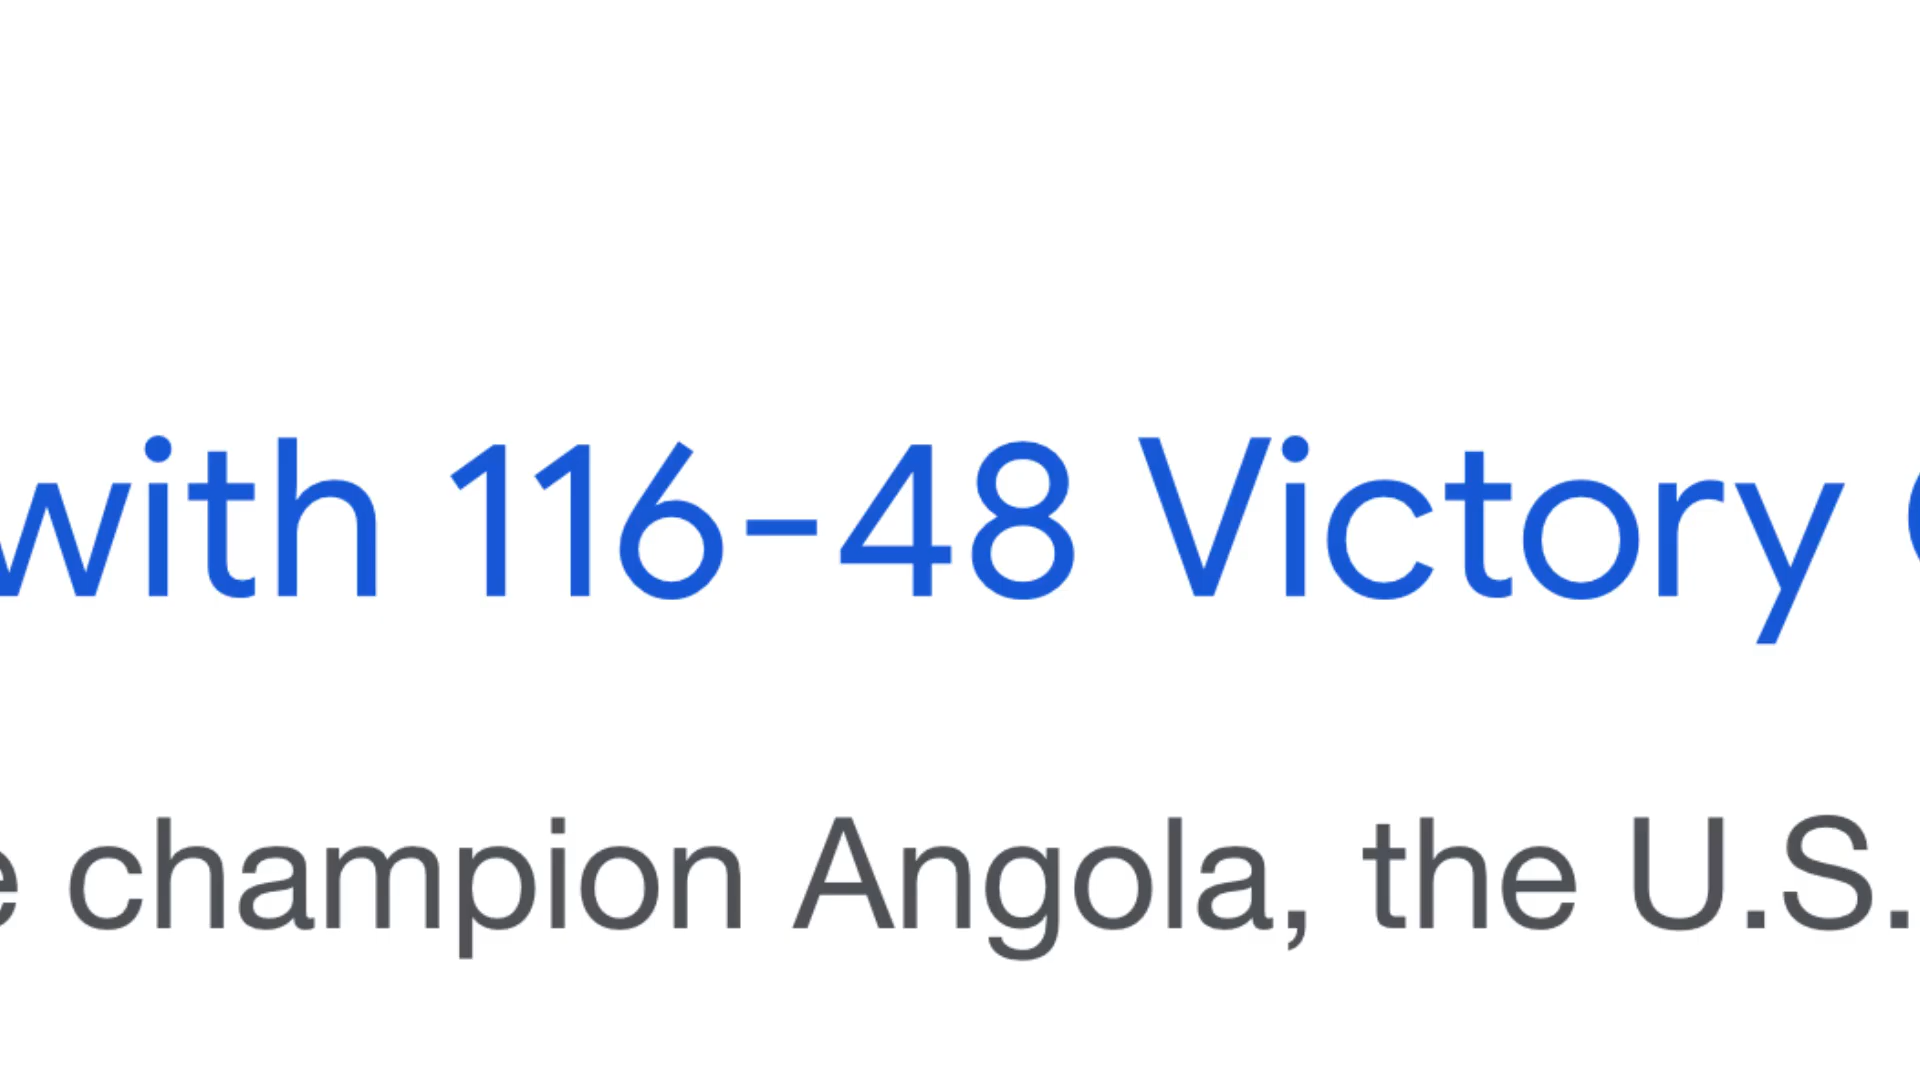 with 116-48 Victory
champion Angola, the U.S.